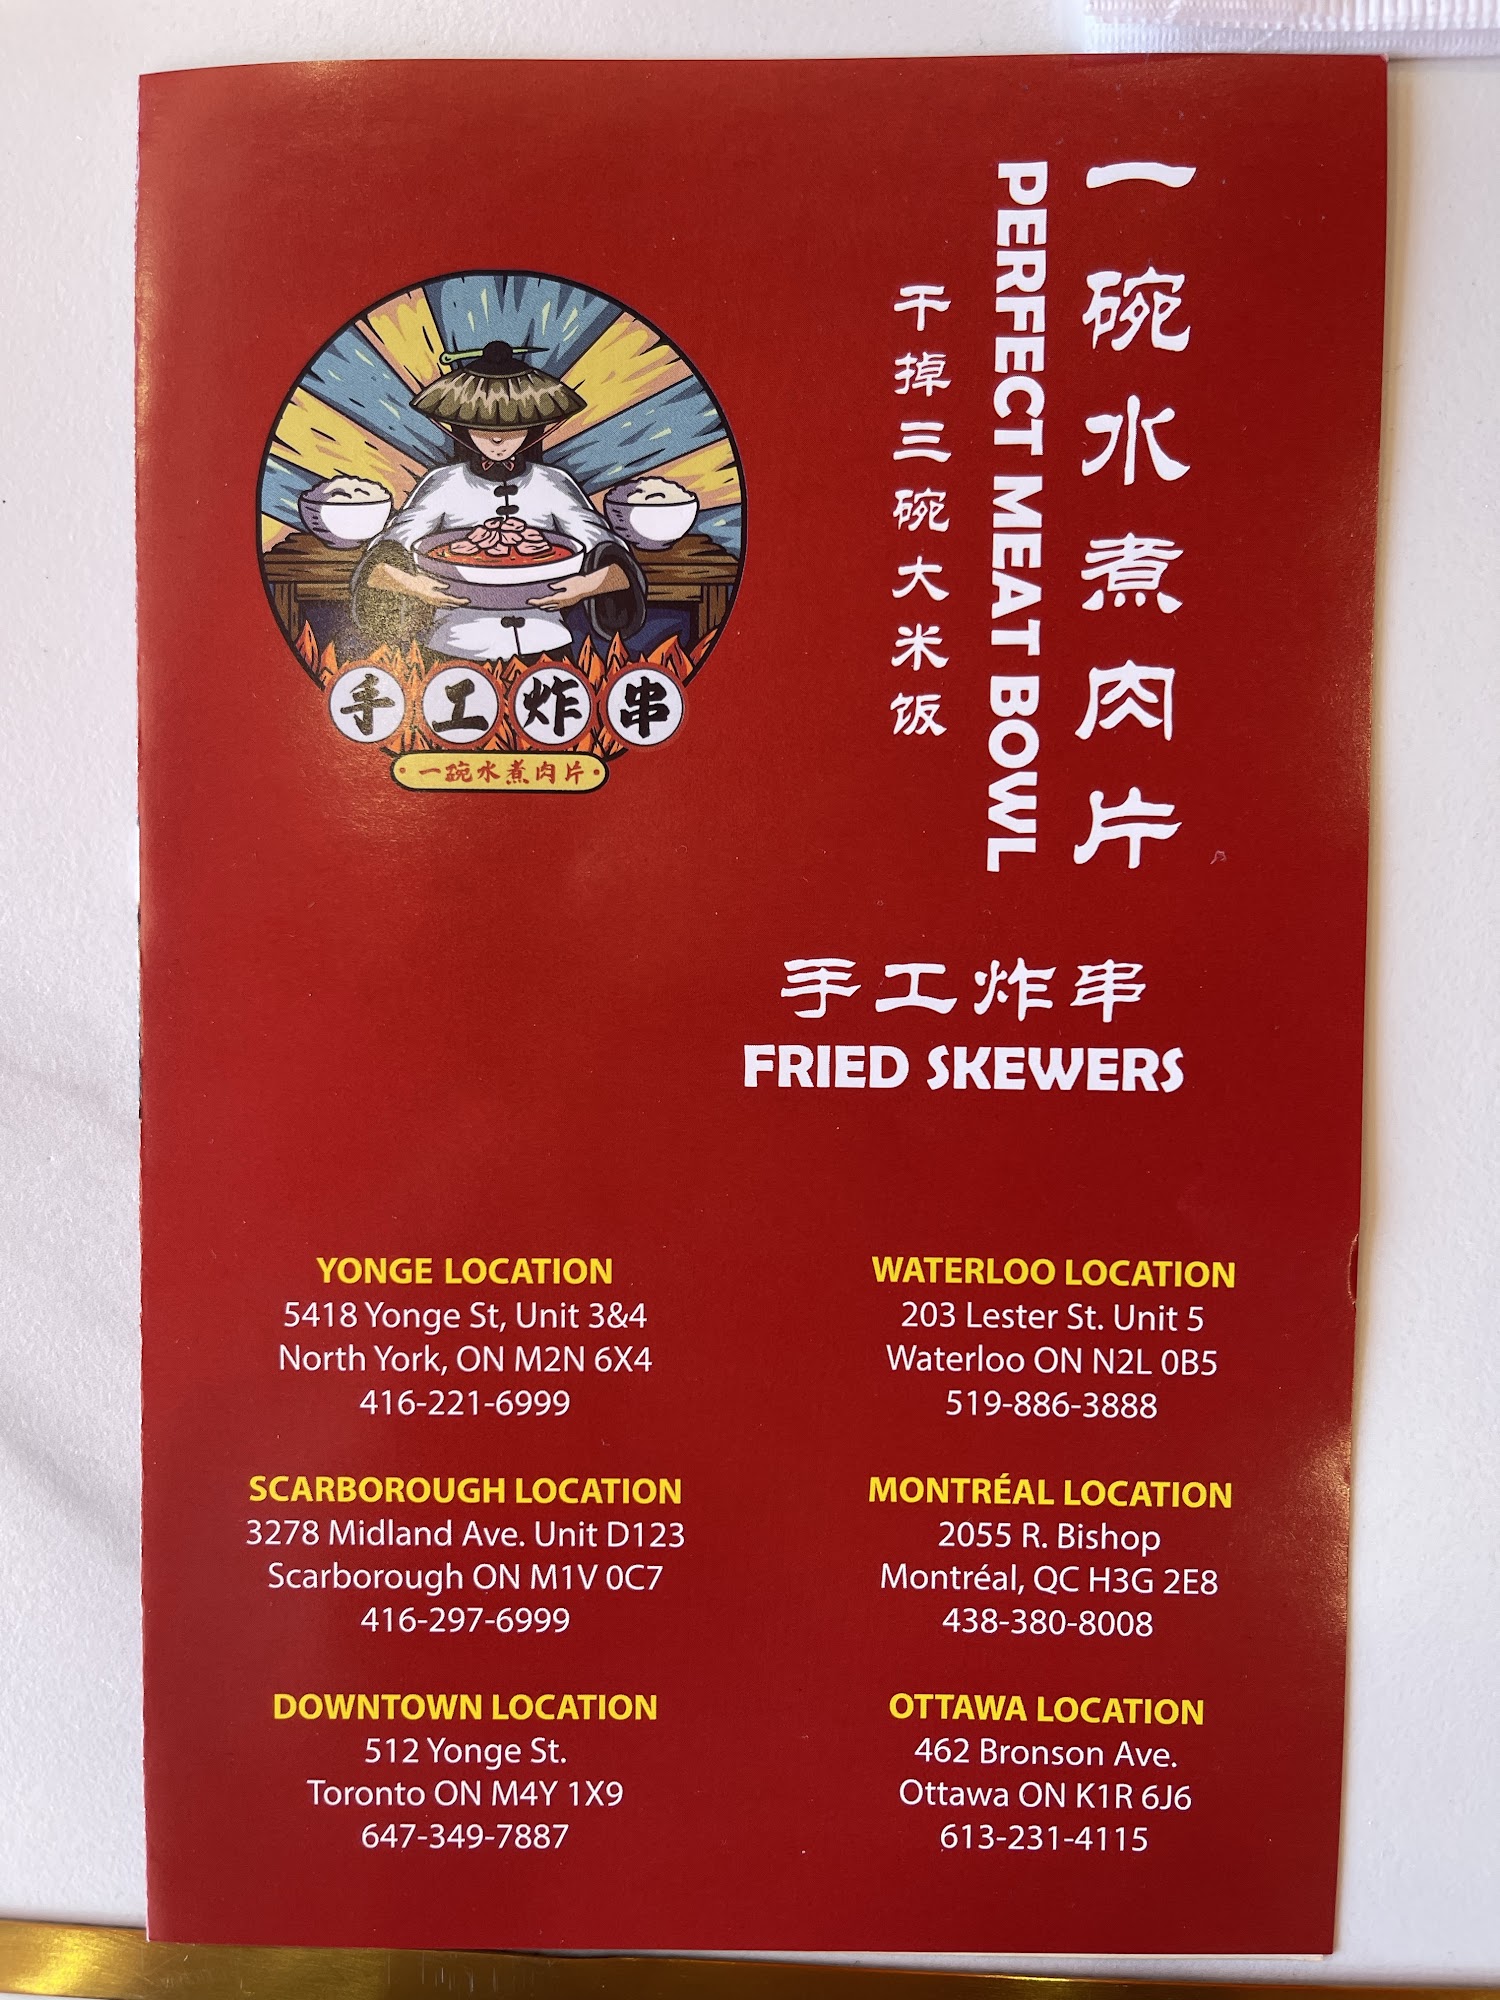 一碗水煮肉片
PERFECT MEAT BOWL
干掉三碗大米饭
手工炸串
一碗水煮肉片
手工炸串
FRIED SKEWERS
YONGE LOCATION
5418 Yonge St, Unit 3&4
North York, ON M2N 6X4
416-221-6999
SCARBOROUGH LOCATION
3278 Midland Ave. Unit D123
Scarborough ON M1V 0C7
416-297-6999
DOWNTOWN LOCATION
512 Yonge St.
Toronto ON M4Y 1X9
647-349-7887
WATERLOO LOCATION
203 Lester St. Unit 5
Waterloo ON N2L 0B5
519-886-3888
MONTRÉAL LOCATION
2055 R. Bishop
Montréal, QC H3G 2E8
438-380-8008
OTTAWA LOCATION
462 Bronson Ave.
Ottawa ON K1R 6J6
613-231-4115